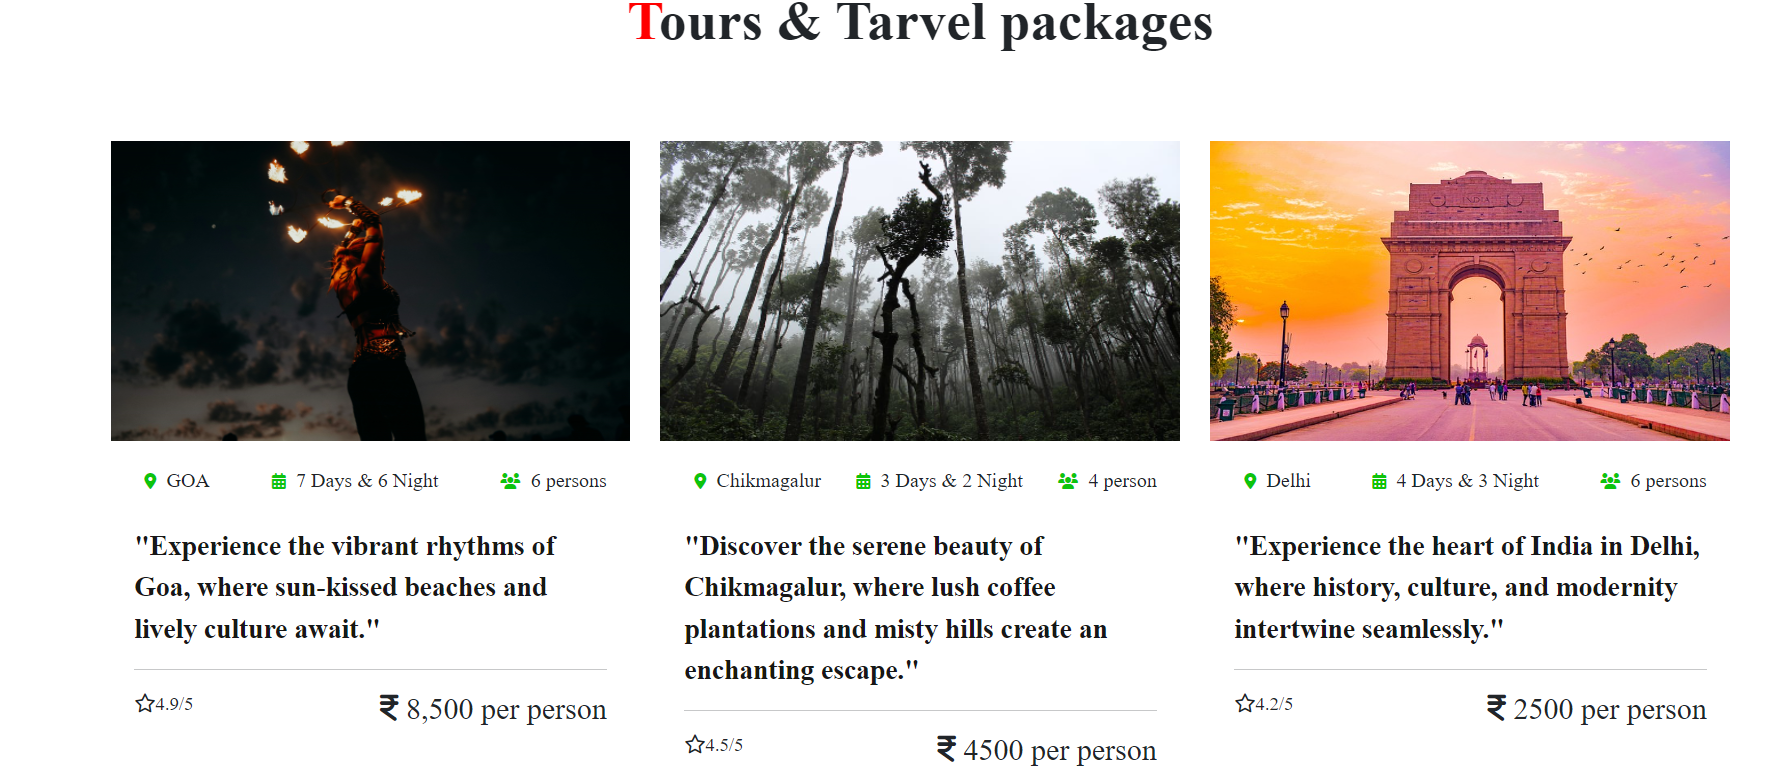 Tours & Tarvel packages
INDIA
GOA 7 Days & 6 Night 6 persons
"Experience the vibrant rhythms of
Goa, where sun-kissed beaches and
lively culture await."
4.9/5 ₹ 8,500 per person
Chikmagalur 3 Days & 2 Night 4 person
"Discover the serene beauty of
Chikmagalur, where lush coffee
plantations and misty hills create an
enchanting escape."
4.5/5 ₹ 4500 per person
Delhi 4 Days & 3 Night 6 persons
"Experience the heart of India in Delhi,
where history, culture, and modernity
intertwine seamlessly."
4.2/5 ₹ 2500 per person